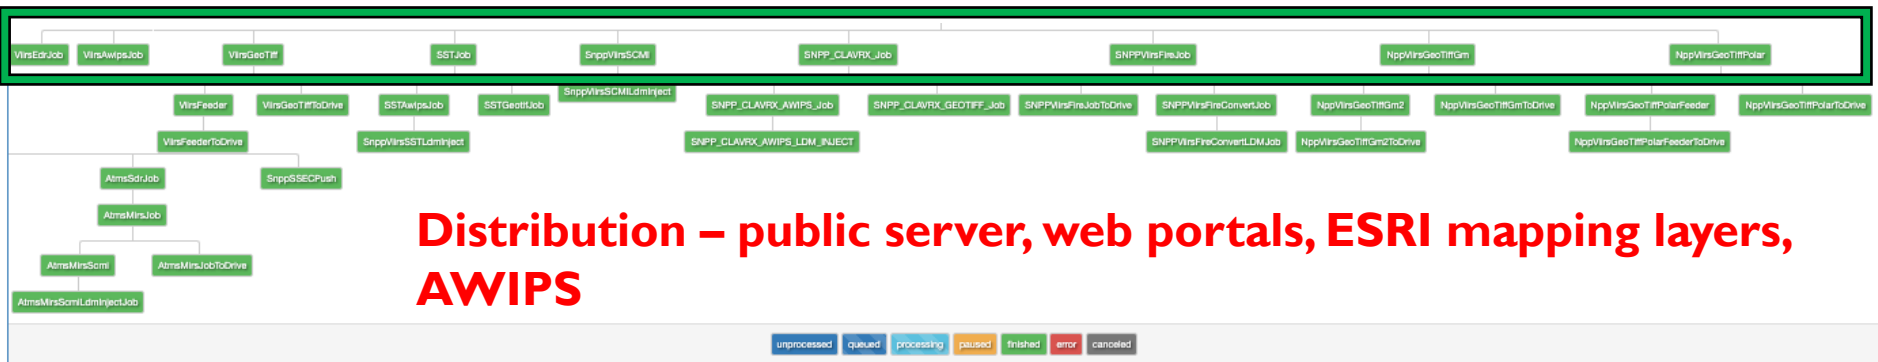 ViirsEdrJob ViirsAwipsJob ViirsGeoTiff SSTJob SnppViirsSCMI SNPP_CLAVRX_Job SNPPViirsFireJob NppViirsGeoTiffGm NppViirsGeoTiffPolar
ViirsFeeder ViirsGeoTiffToDrive SSTAwipsJob SSTGeotifJob SnppViirsSCMILdmInject SNPP_CLAVRX_AWIPS_Job SNPP_CLAVRX_GEOTIFF_Job SNPPViirsFireJobToDrive SNPPViirsFireConvertJob NppViirsGeoTiffGm2 NppViirsGeoTiffGmToDrive NppViirsGeoTiffPolarFeeder NppViirsGeoTiffPolarToDrive
ViirsFeederToDrive SnppViirsSSTLdmInject SNPP_CLAVRX_AWIPS_LDM_INJECT SNPPViirsFireConvertLDMJob NppViirsGeoTiffGm2ToDrive NppViirsGeoTiffPolarFeederToDrive
AtmsSdrJob SnppSSECPush
AtmsMirsJob
AtmsMirsScmi AtmsMirsJobToDrive
AtmsMirsScmiLdmInjectJob
Distribution – public server, web portals, ESRI mapping layers,
AWIPS
unprocessed queued processing paused finished error canceled